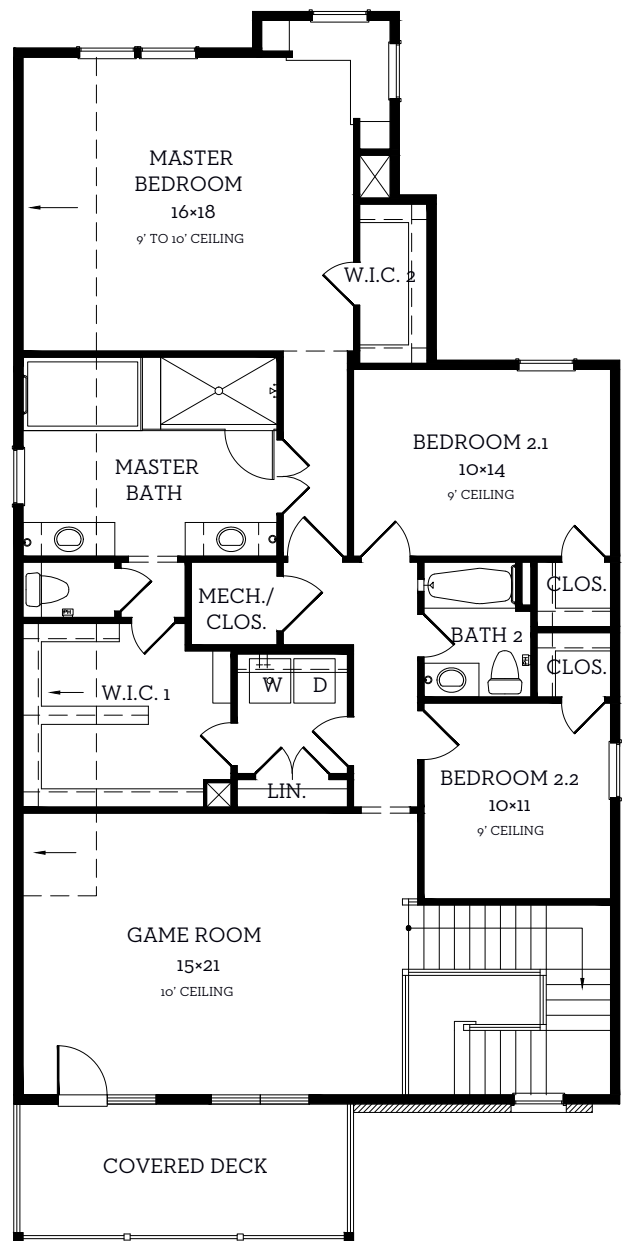 MASTER
BEDROOM
16×18
9' TO 10' CEILING
W.I.C. 2
BEDROOM 2.1
10×14
9' CEILING
MASTER
BATH
MECH./
CLOS.
CLOS.
BATH 2
CLOS.
W.I.C. 1
W D
LIN.
BEDROOM 2.2
10×11
9' CEILING
GAME ROOM
15×21
10' CEILING
COVERED DECK